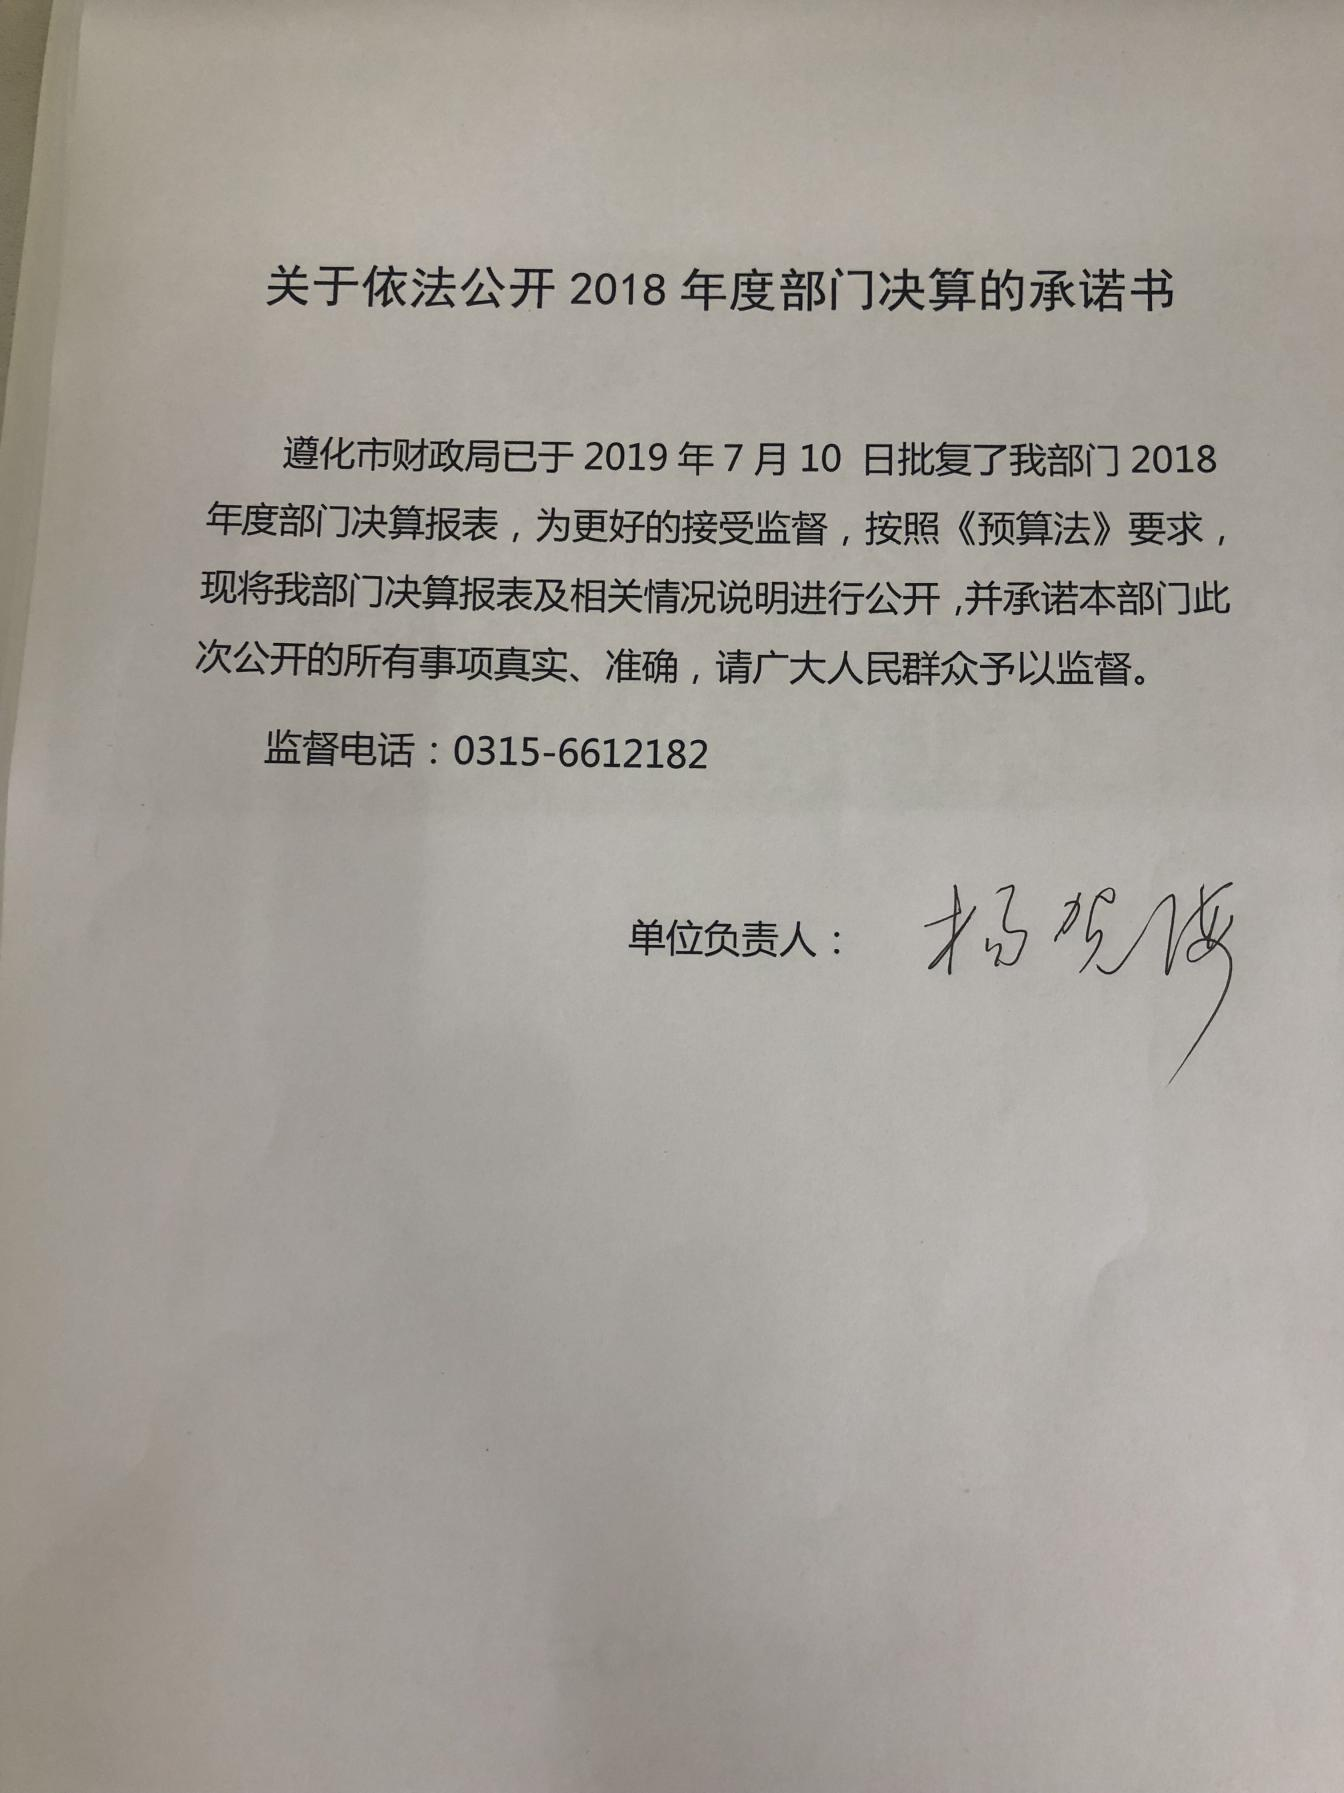 关于依法公开 2018 年度部门决算的承诺书
遵化市财政局已于 2019 年 7 月 10 日批复了我部门 2018
年度部门决算报表，为更好的接受监督，按照《预算法》要求，
现将我部门决算报表及相关情况说明进行公开，并承诺本部门此
次公开的所有事项真实、准确，请广大人民群众予以监督。
监督电话：0315-6612182
单位负责人：